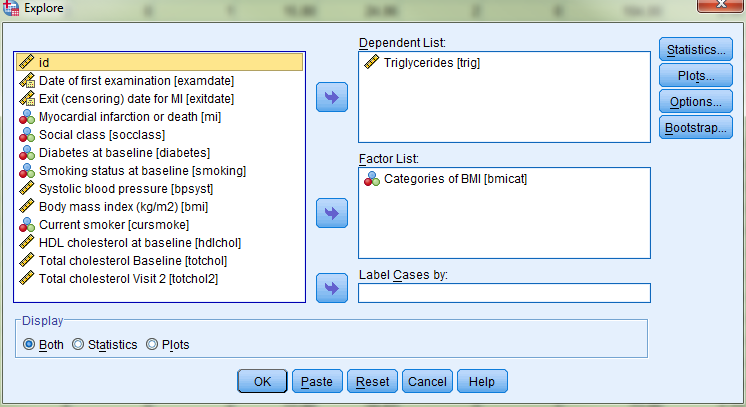 Explore
id
Date of first examination [examdate]
Exit (censoring) date for MI [exitdate]
Myocardial infarction or death [mi]
Social class [socclass]
Diabetes at baseline [diabetes]
Smoking status at baseline [smoking]
Systolic blood pressure [bpsyst]
Body mass index (kg/m2) [bmi]
Current smoker [cursmoke]
HDL cholesterol at baseline [hdlchol]
Total cholesterol Baseline [totchol]
Total cholesterol Visit 2 [totchol2]
Dependent List:
Triglycerides [trig]
Factor List:
Categories of BMI [bmicat]
Label Cases by:
Statistics...
Plots...
Options...
Bootstrap...
Display
Both Statistics Plots
OK Paste Reset Cancel Help